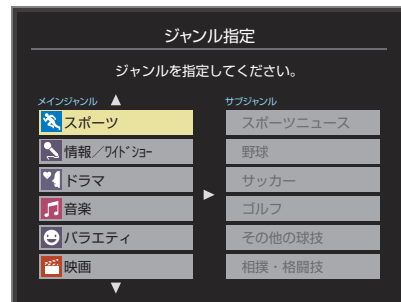 ジャンル指定
ジャンルを指定してください。
メインジャンル
スポーツ
情報／ワイドショー
ドラマ
音楽
バラエティ
映画
サブジャンル
スポーツニュース
野球
サッカー
ゴルフ
その他の球技
相撲・格闘技